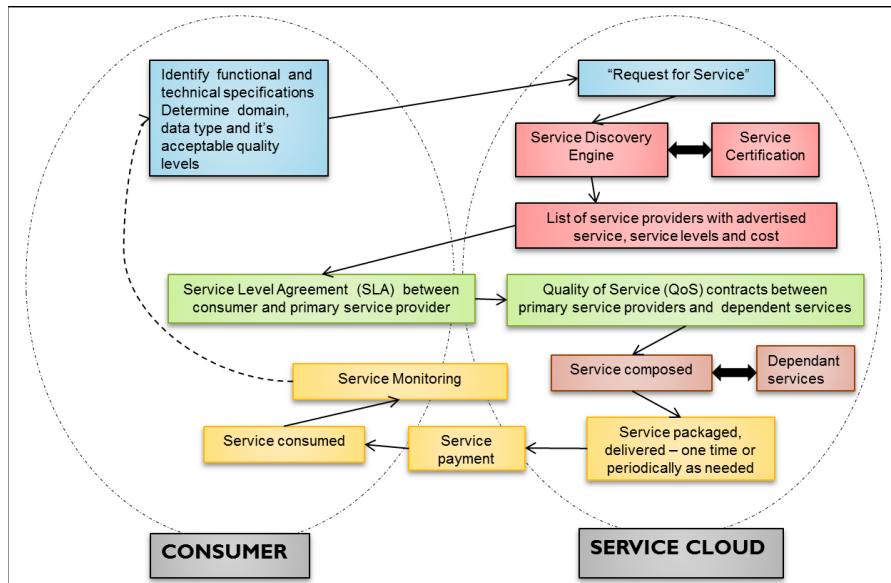 Identify functional and
technical specifications
Determine domain,
data type and it's
acceptable quality
levels
“Request for Service”
Service Discovery
Engine
Service
Certification
List of service providers with advertised
service, service levels and cost
Service Level Agreement (SLA) between
consumer and primary service provider
Quality of Service (QoS) contracts between
primary service providers and dependent services
Service composed
Dependant
services
Service Monitoring
Service consumed
Service
payment
Service packaged,
delivered – one time or
periodically as needed
CONSUMER
SERVICE CLOUD